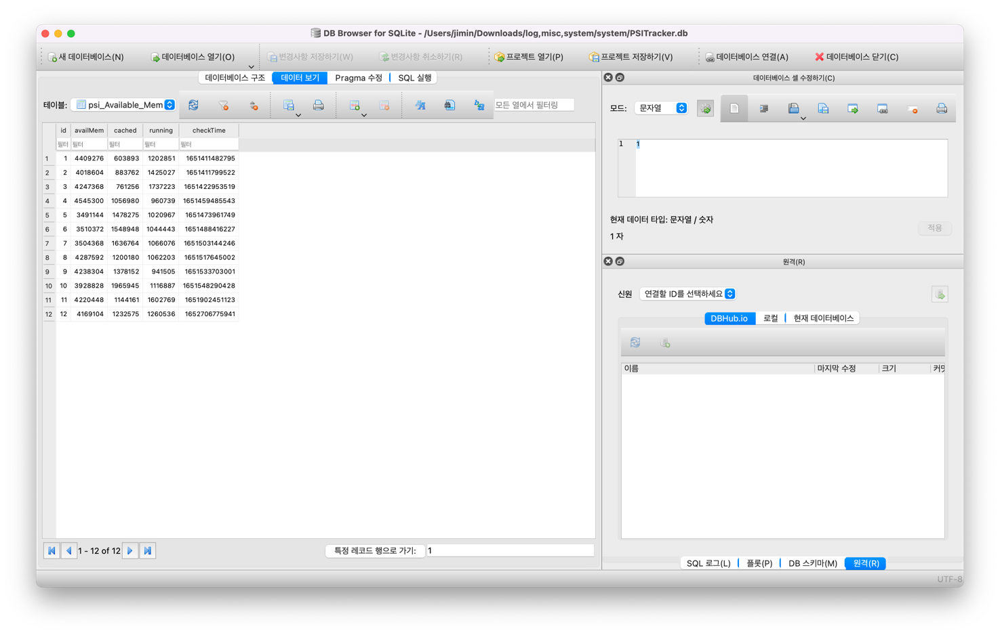 DB Browser for SQLite - /Users/jimin/Downloads/log,misc,system/system/PSITracker.db
새 데이터베이스(N) 데이터베이스 열기(O) 변경사항 저장하기(W) 변경사항 취소하기(R) 프로젝트 열기(P) 프로젝트 저장하기(V) 데이터베이스 연결(A) 데이터베이스 닫기(C)
데이터베이스 구조 데이터 보기 Pragma 수정 SQL 실행
테이블: psi_Available_Mem 모든 열에서 필터링
id availMem cached running checkTime
필터 필터 필터 필터 필터
1 1 4409276 603893 1202851 1651411482795
2 2 4018604 883762 1425027 1651411799522
3 3 4247368 761256 1737223 1651422953519
4 4 4545300 1056980 960739 1651459485543
5 5 3491144 1478275 1020967 1651473961749
6 6 3510372 1548948 1044443 1651488416227
7 7 3504368 1636764 1066076 1651503144246
8 8 4287592 1200180 1062203 1651517645002
9 9 4238304 1378152 941505 1651533703001
10 10 3928828 1965945 1116887 1651548290428
11 11 4220448 1144161 1602769 1651902451123
12 12 4169104 1232575 1260536 1652706775941
1 - 12 of 12 특정 레코드 행으로 가기: 1
데이터베이스 셀 수정하기(C)
모드: 문자열
1 1
현재 데이터 타입: 문자열 / 숫자
1 자
적용
원격(R)
신원 연결할 ID를 선택하세요
DBHub.io 로컬 현재 데이터베이스
이름 마지막 수정 크기
SQL 로그(L) 플롯(P) DB 스키마(M) 원격(R)
UTF-8